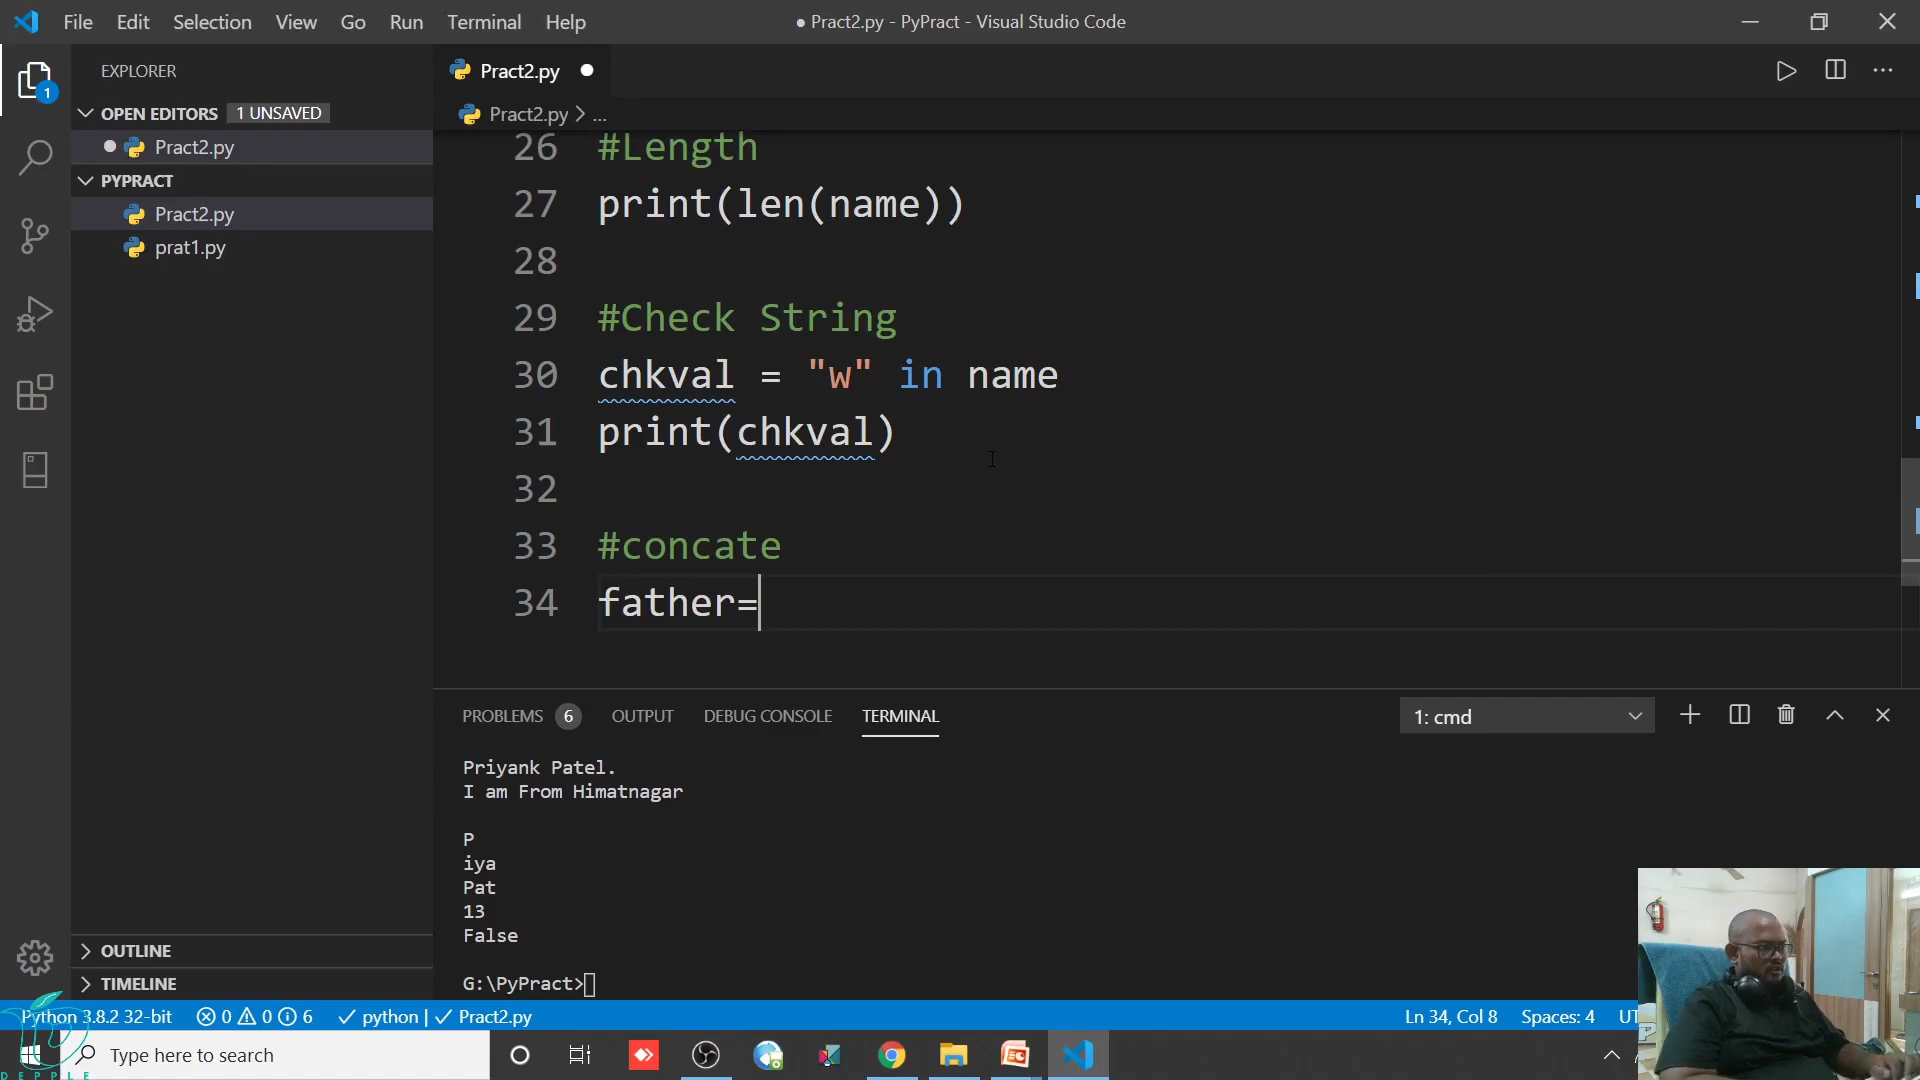 File Edit Selection View Go Run Terminal Help
● Pract2.py - PyPract - Visual Studio Code
EXPLORER
OPEN EDITORS 1 UNSAVED
Pract2.py
PYPRACT
Pract2.py
prat1.py
OUTLINE
TIMELINE
Pract2.py
Pract2.py > ...
26 #Length
27 print(len(name))
28
29 #Check String
30 chkval = "w" in name
31 print(chkval)
32
33 #concate
34 father=
PROBLEMS 6 OUTPUT DEBUG CONSOLE TERMINAL
1: cmd
Priyank Patel.
I am From Himatnagar
P
iya
Pat
13
False
G:\PyPract>
1
Python 3.8.2 32-bit 0 0 6 python | Pract2.py
Ln 34, Col 8 Spaces: 4 UT
Type here to search
DEPPLE